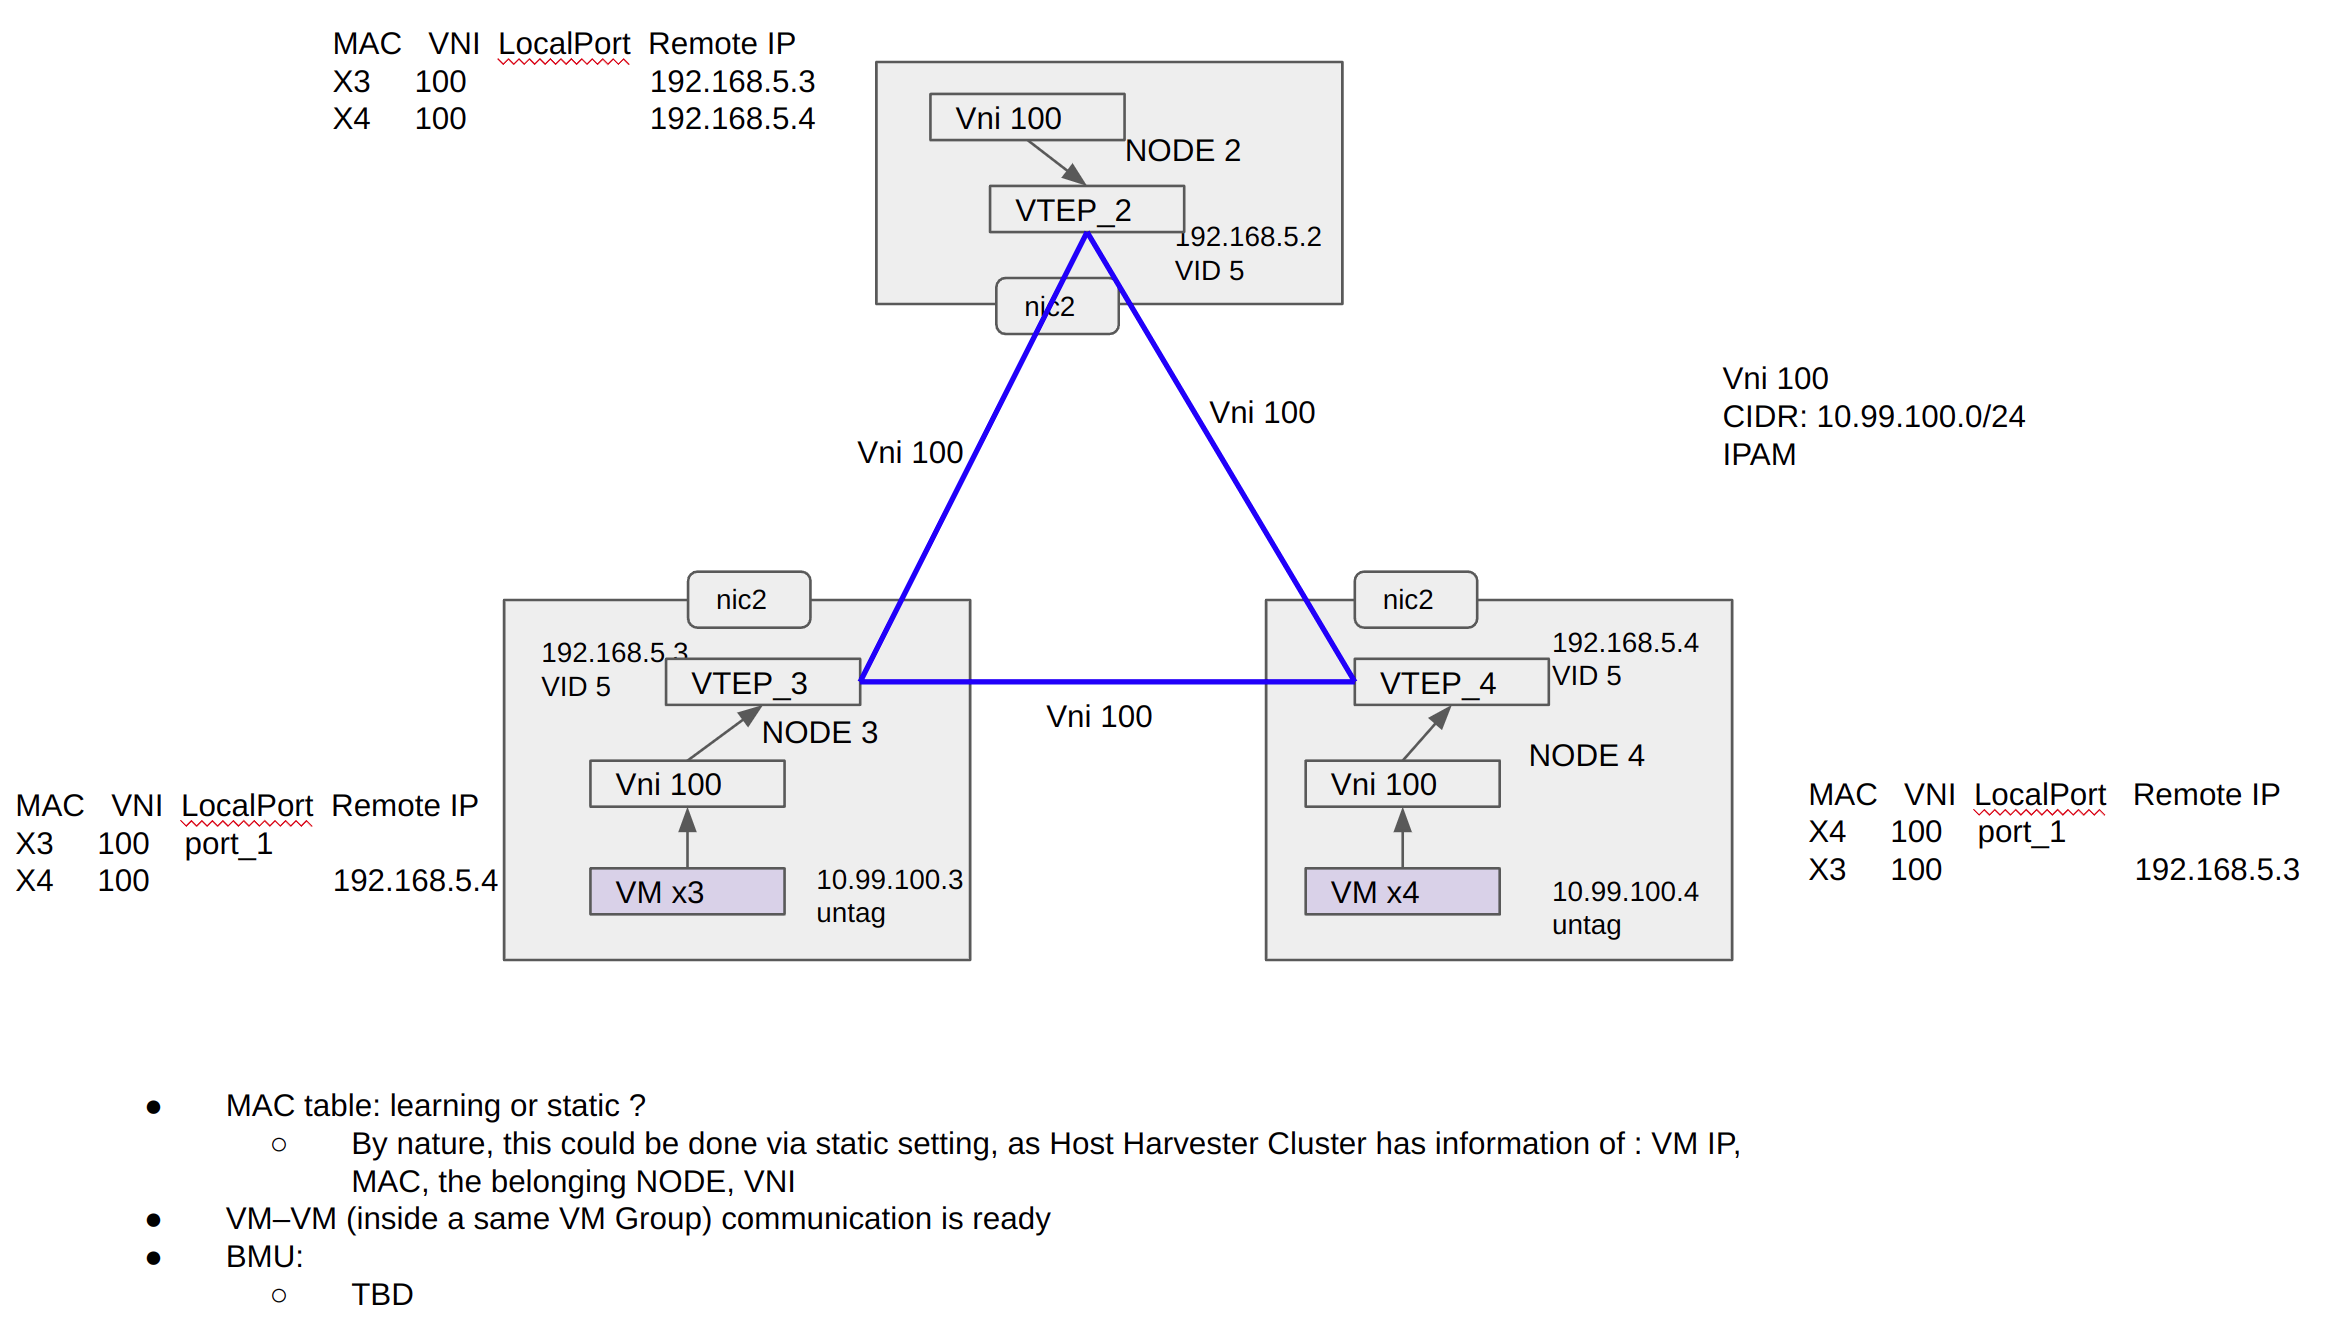 MAC VNI LocalPort Remote IP
X3 100 192.168.5.3
X4 100 192.168.5.4
Vni 100
NODE 2
VTEP_2
192.168.5.2
VID 5
nic2
Vni 100
CIDR: 10.99.100.0/24
IPAM
Vni 100
Vni 100
nic2
192.168.5.3
VID 5
VTEP_3
NODE 3
Vni 100
VM x3
10.99.100.3
untag
Vni 100
nic2
192.168.5.4
VID 5
VTEP_4
NODE 4
Vni 100
VM x4
10.99.100.4
untag
MAC VNI LocalPort Remote IP
X3 100 port_1
X4 100 192.168.5.4
MAC VNI LocalPort Remote IP
X4 100 port_1
X3 100 192.168.5.3
● MAC table: learning or static ?
○ By nature, this could be done via static setting, as Host Harvester Cluster has information of : VM IP,
MAC, the belonging NODE, VNI
● VM–VM (inside a same VM Group) communication is ready
● BMU:
○ TBD